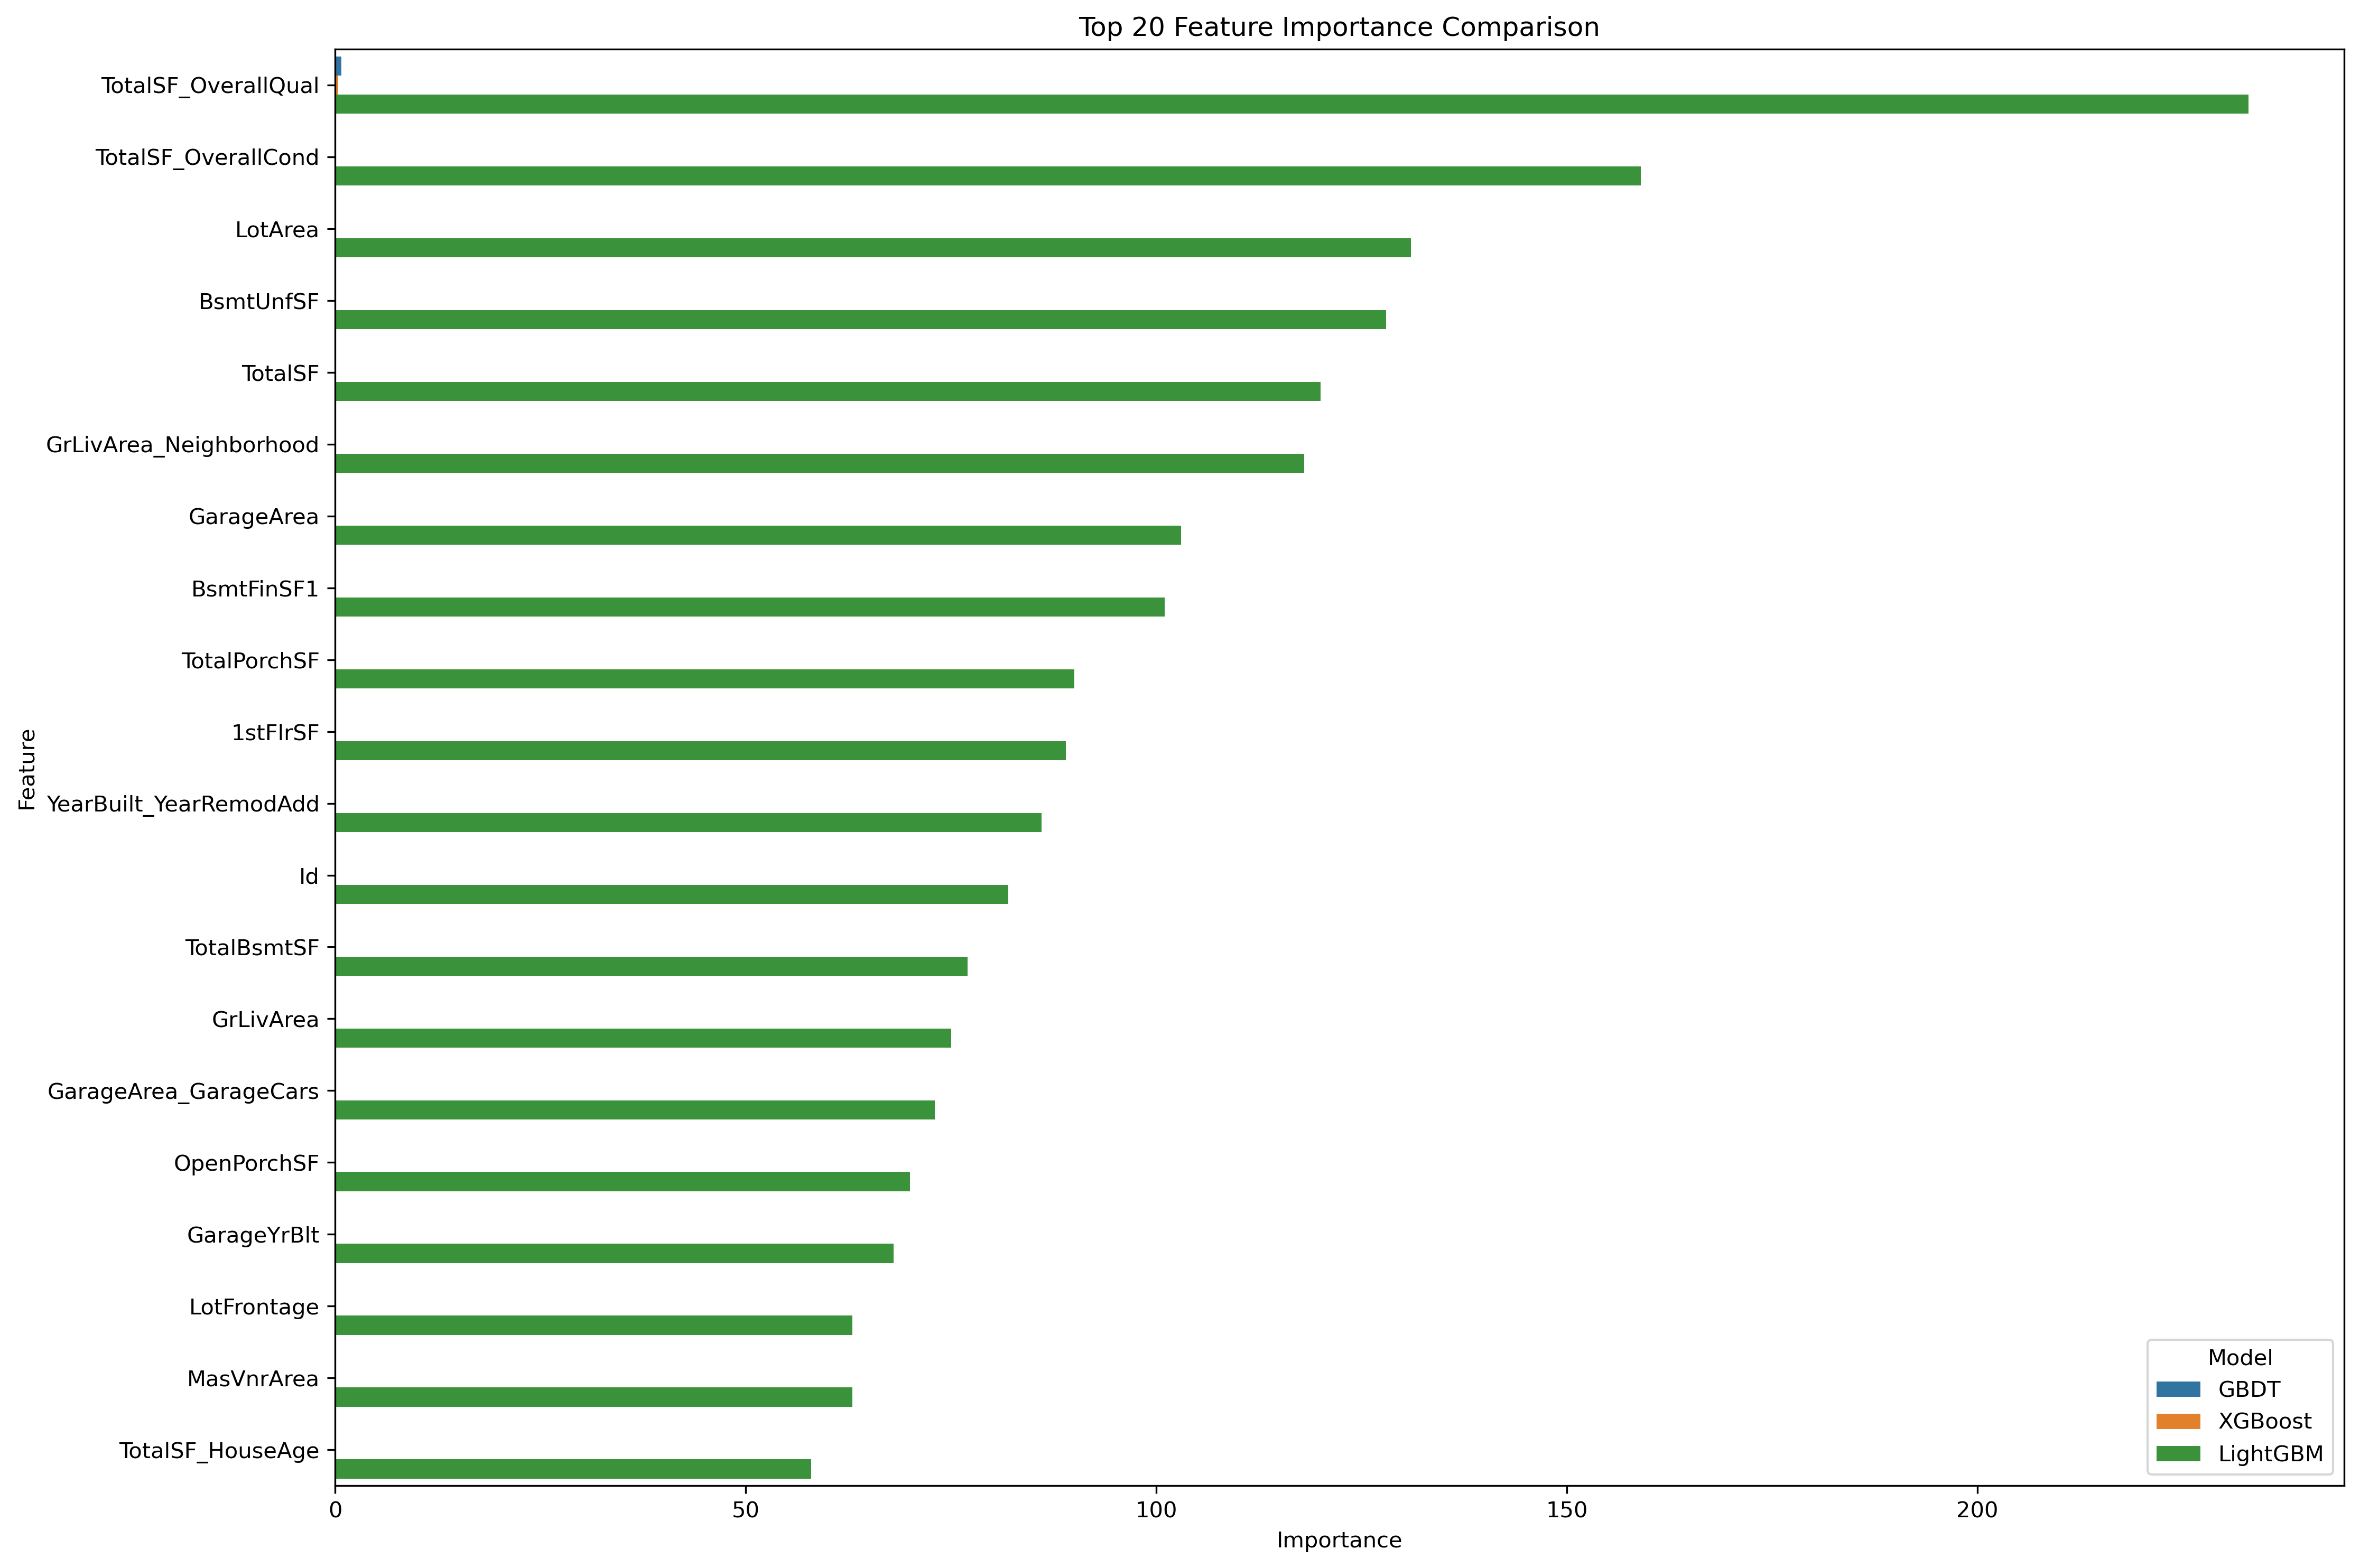 Top 20 Feature Importance Comparison
Feature
TotalSF_OverallQual
TotalSF_OverallCond
LotArea
BsmtUnfSF
TotalSF
GrLivArea_Neighborhood
GarageArea
BsmtFinSF1
TotalPorchSF
1stFlrSF
YearBuilt_YearRemodAdd
Id
TotalBsmtSF
GrLivArea
GarageArea_GarageCars
OpenPorchSF
GarageYrBlt
LotFrontage
MasVnrArea
TotalSF_HouseAge
Model
GBDT
XGBoost
LightGBM
0 50 100 150 200
Importance